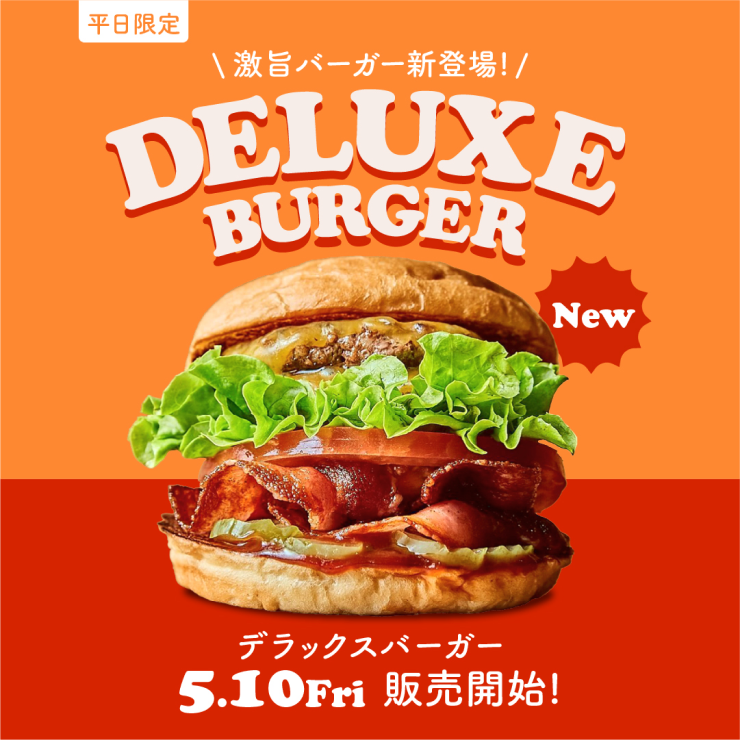 平日限定
\ 激旨バーガー新登場! /
DELUXE
BURGER
New
デラックスバーガー
5.10Fri 販売開始!